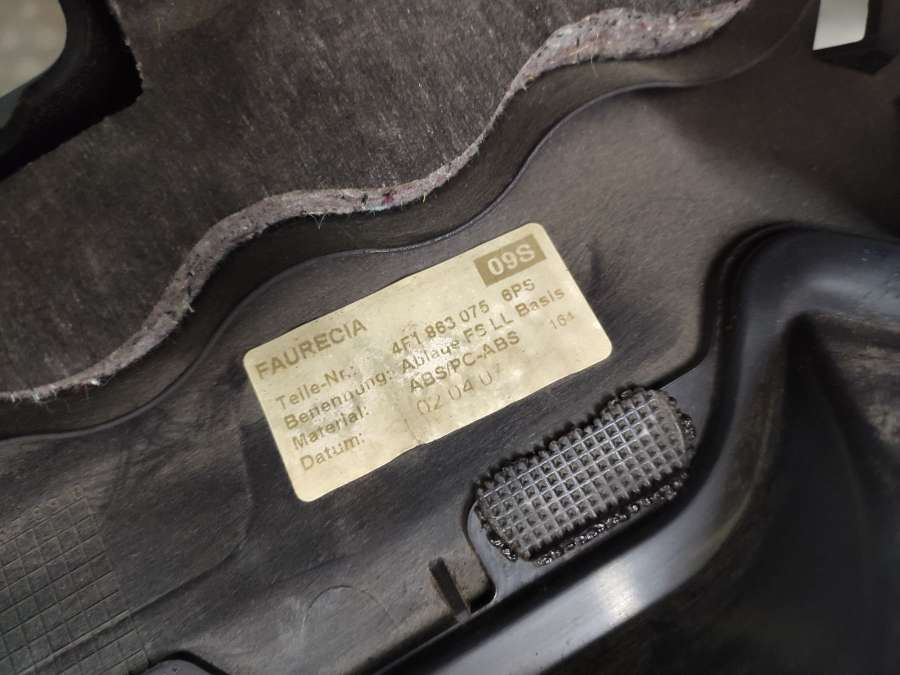 09S
FAURECIA
Teile-Nr.: 4F1 863 075 6PS
Benennung: Ablage FS LL Basis
Material: ABS/PC-ABS 164
Datum: 02 04 07